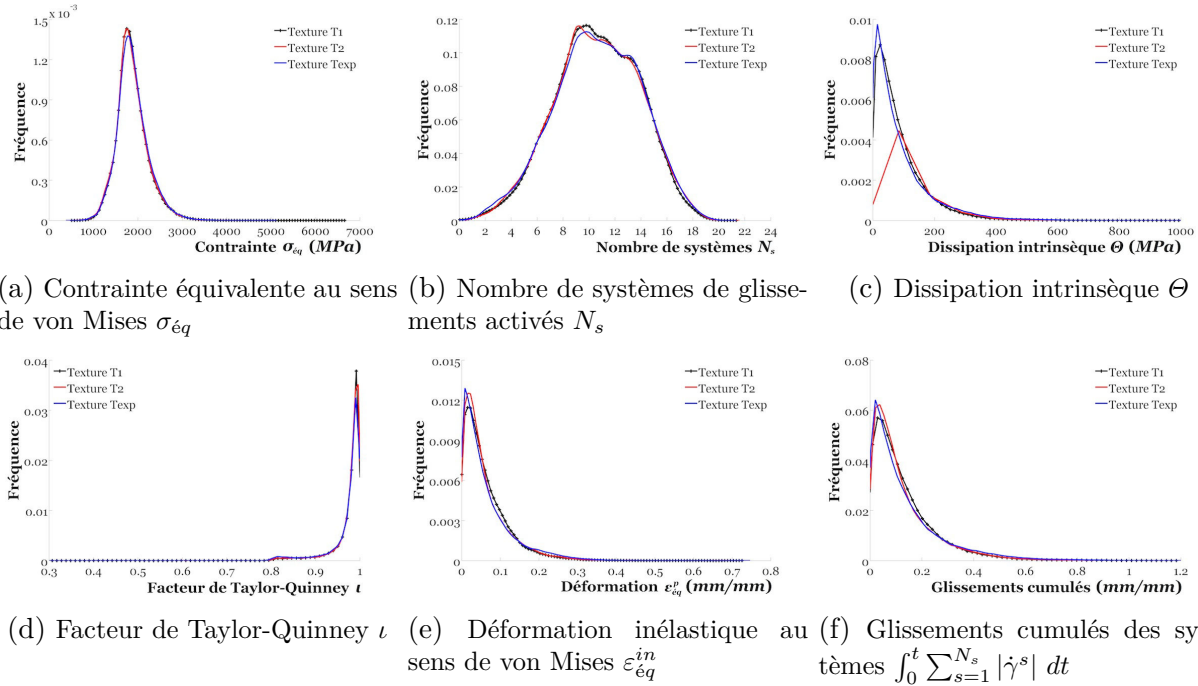 x 10⁻³
1.5
1.2
0.9
0.6
0.3
0
Fréquence
0 1000 2000 3000 4000 5000 6000 7000
Contrainte σéq (MPa)
Texture T1
Texture T2
Texture Texp
0.12
0.10
0.08
0.06
0.04
0.02
0.00
Fréquence
0 2 4 6 8 10 12 14 16 18 20 22 24
Nombre de systèmes Ns
Texture T1
Texture T2
Texture Texp
0.01
0.008
0.006
0.004
0.002
0
Fréquence
0 200 400 600 800 1000
Dissipation intrinsèque Θ (MPa)
Texture T1
Texture T2
Texture Texp
(a) Contrainte équivalente au sens
de von Mises σéq
(b) Nombre de systèmes de glisse-
ments activés Ns
(c) Dissipation intrinsèque Θ
0.04
0.03
0.02
0.01
0
Fréquence
0.3 0.4 0.5 0.6 0.7 0.8 0.9 1
Facteur de Taylor-Quinney ι
Texture T1
Texture T2
Texture Texp
0.015
0.012
0.009
0.006
0.003
0
Fréquence
0 0.1 0.2 0.3 0.4 0.5 0.6 0.7 0.8
Déformation εᵖéq (mm/mm)
Texture T1
Texture T2
Texture Texp
0.08
0.06
0.04
0.02
0
Fréquence
0 0.2 0.4 0.6 0.8 1 1.2
Glissements cumulés (mm/mm)
Texture T1
Texture T2
Texture Texp
(d) Facteur de Taylor-Quinney ι
(e) Déformation inélastique au
sens de von Mises εⁱⁿéq
(f) Glissements cumulés des sy
tèmes ∫₀ᵗ ∑ₛ₌₁ᴺˢ |γ̇ˢ| dt